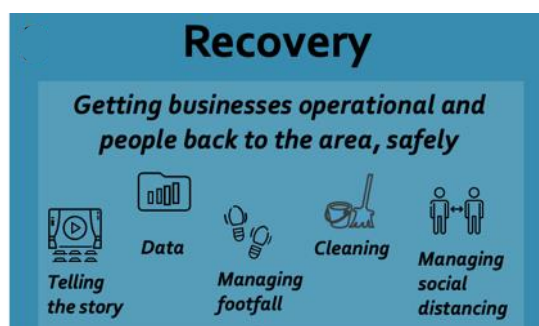 Recovery
Getting businesses operational and
people back to the area, safely
Telling
the story
Data
Managing
footfall
Cleaning
Managing
social
distancing